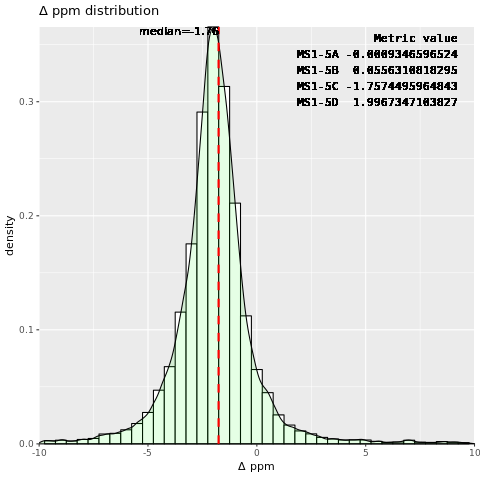 Δ ppm distribution
median=-1.76
Metric value
MS1-5A -0.0009346596524
MS1-5B 0.0556310818295
MS1-5C -1.7574495964843
MS1-5D 1.9967347103827
0.3
0.2
0.1
0.0
density
-10 -5 0 5 10
Δ ppm